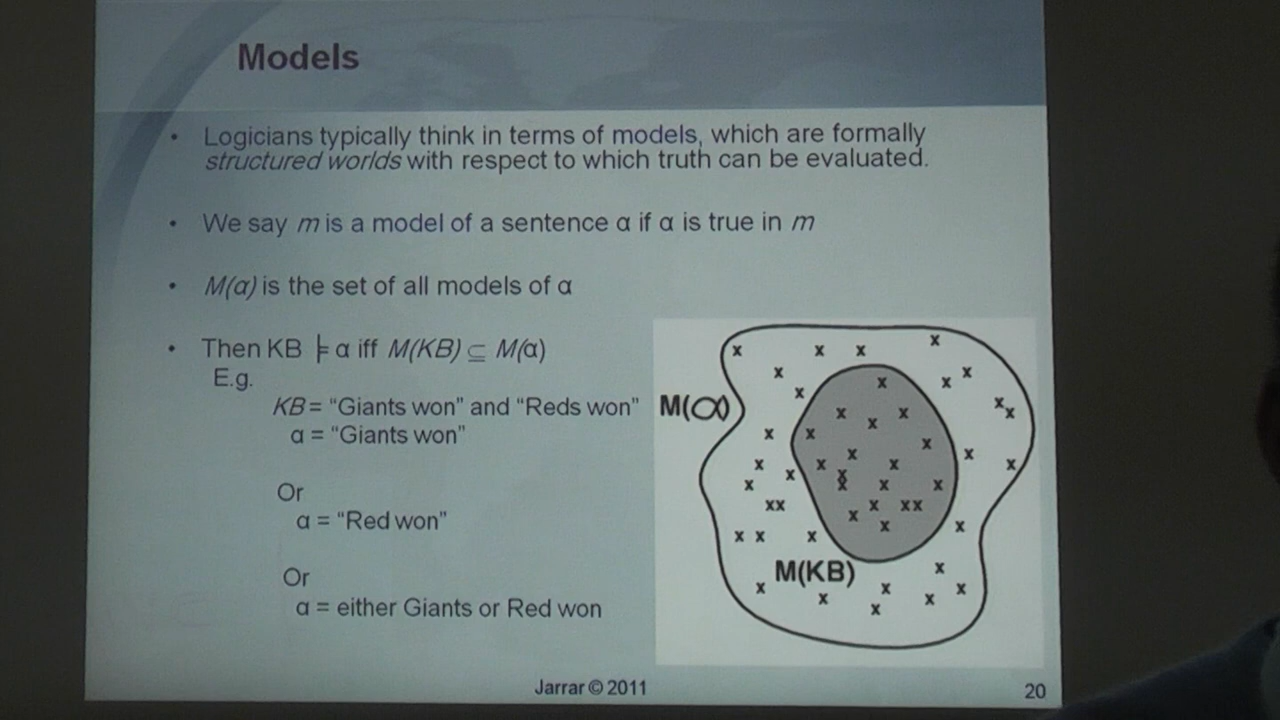 Models
• Logicians typically think in terms of models, which are formally
structured worlds with respect to which truth can be evaluated.
• We say m is a model of a sentence α if α is true in m
• M(α) is the set of all models of α
• Then KB ⊨ α iff M(KB) ⊆ M(α)
E.g.
KB = “Giants won” and “Reds won”
α = “Giants won”
Or
α = “Red won”
Or
α = either Giants or Red won
M(α)
M(KB)
Jarrar © 2011
20